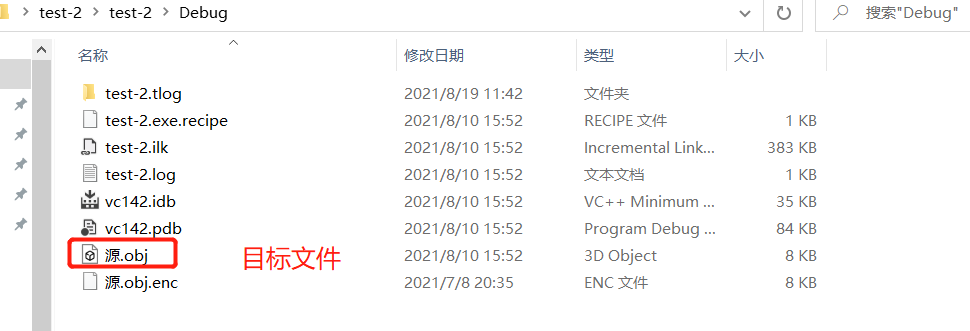 test-2 > test-2 > Debug 搜索"Debug"
名称 修改日期 类型 大小
test-2.tlog 2021/8/19 11:42 文件夹
test-2.exe.recipe 2021/8/10 15:52 RECIPE 文件 1 KB
test-2.ilk 2021/8/10 15:52 Incremental Link... 383 KB
test-2.log 2021/8/10 15:52 文本文档 1 KB
vc142.idb 2021/8/10 15:52 VC++ Minimum ... 35 KB
vc142.pdb 2021/8/10 15:52 Program Debug ... 84 KB
源.obj 目标文件 2021/8/10 15:52 3D Object 8 KB
源.obj.enc 2021/7/8 20:35 ENC 文件 8 KB